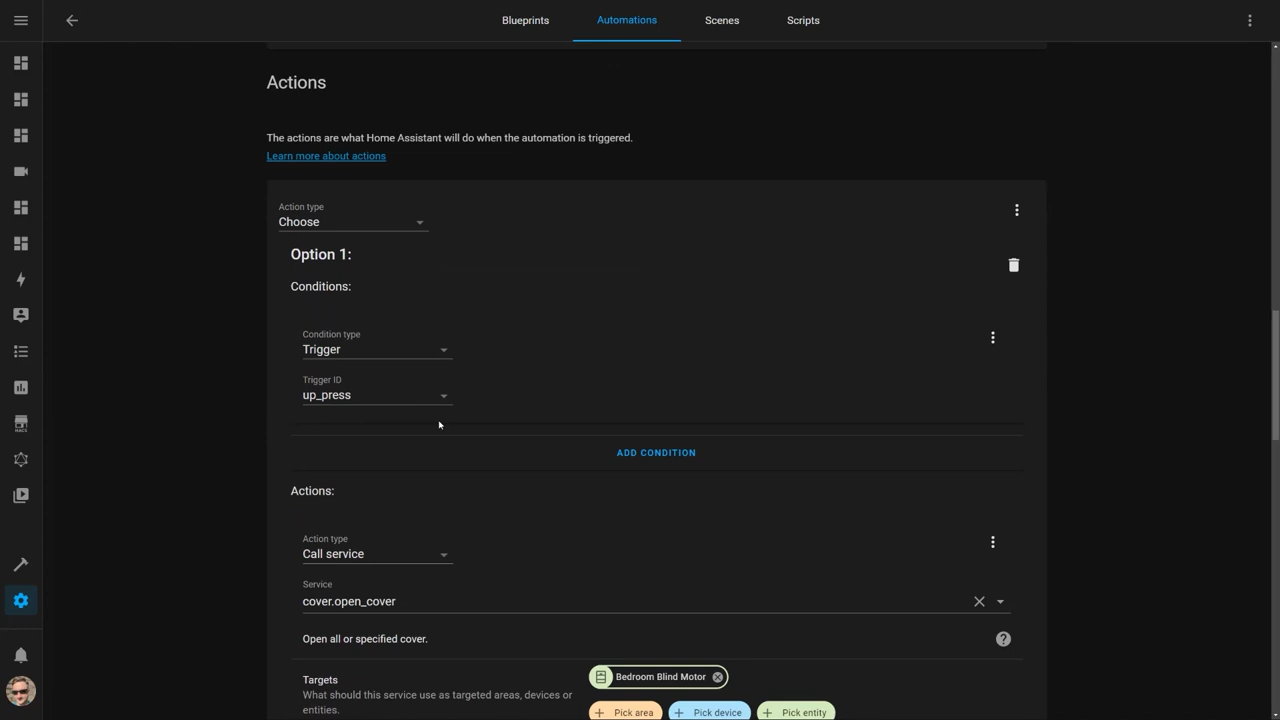 Blueprints
Automations
Scenes
Scripts
Actions
The actions are what Home Assistant will do when the automation is triggered.
Learn more about actions
Action type
Choose
Option 1:
Conditions:
Condition type
Trigger
Trigger ID
up_press
ADD CONDITION
Actions:
Action type
Call service
Service
cover.open_cover
Open all or specified cover.
Targets
What should this service use as targeted areas, devices or
entities.
Bedroom Blind Motor
Pick area
Pick device
Pick entity